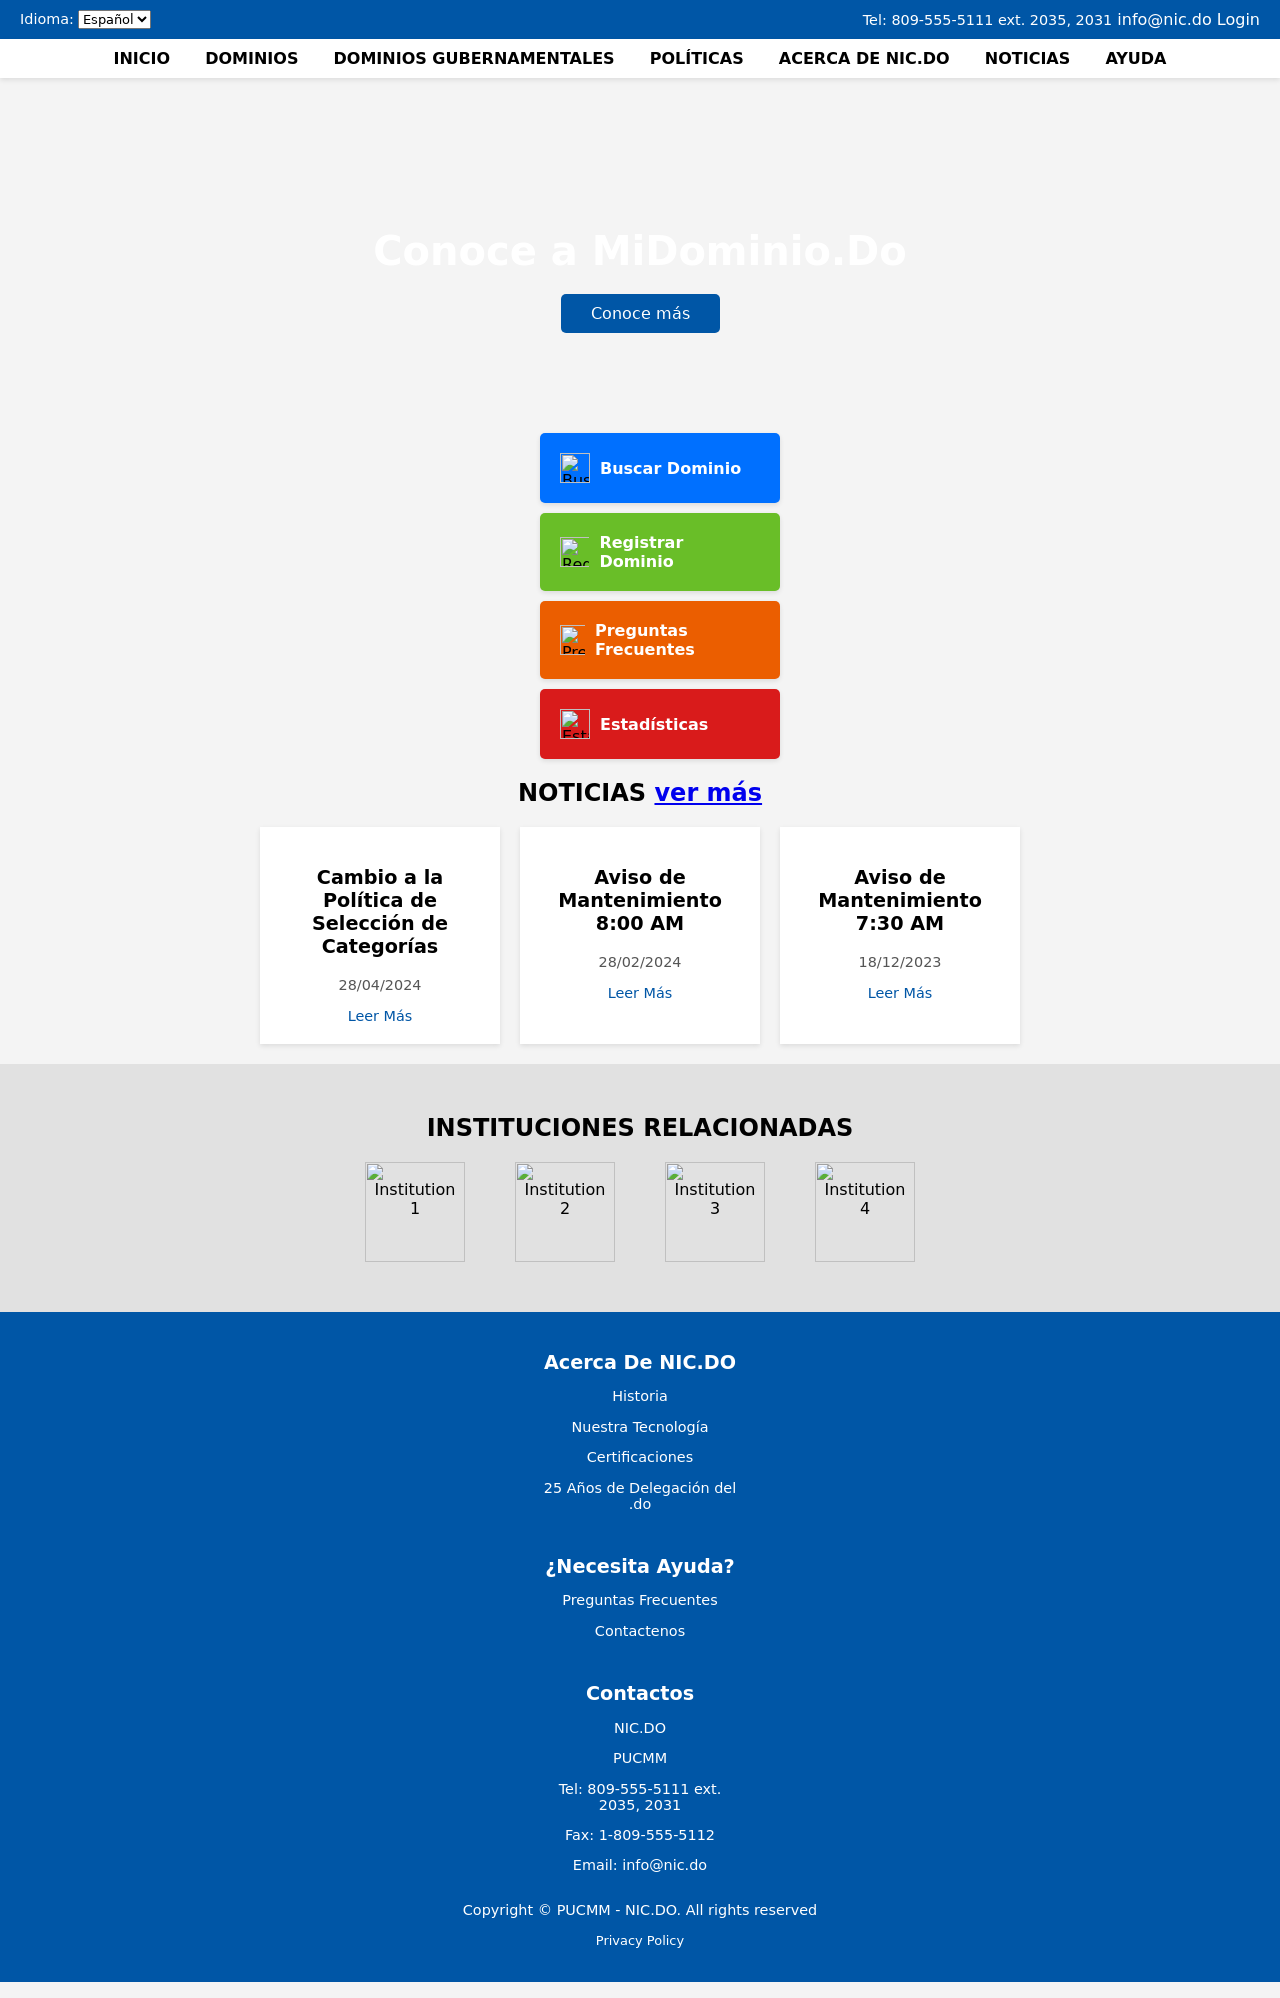 Idioma: Español
Tel: 809-555-5111 ext. 2035, 2031 info@nic.do Login
INICIO DOMINIOS DOMINIOS GUBERNAMENTALES POLÍTICAS ACERCA DE NIC.DO NOTICIAS AYUDA
Conoce a MiDominio.Do
Conoce más
Buscar Dominio
Registrar
Dominio
Preguntas
Frecuentes
Estadísticas
NOTICIAS ver más
Cambio a la
Política de
Selección de
Categorías
28/04/2024
Leer Más
Aviso de
Mantenimiento
8:00 AM
28/02/2024
Leer Más
Aviso de
Mantenimiento
7:30 AM
18/12/2023
Leer Más
INSTITUCIONES RELACIONADAS
Institution
1
Institution
2
Institution
3
Institution
4
Acerca De NIC.DO
Historia
Nuestra Tecnología
Certificaciones
25 Años de Delegación del
.do
¿Necesita Ayuda?
Preguntas Frecuentes
Contactenos
Contactos
NIC.DO
PUCMM
Tel: 809-555-5111 ext.
2035, 2031
Fax: 1-809-555-5112
Email: info@nic.do
Copyright © PUCMM - NIC.DO. All rights reserved
Privacy Policy